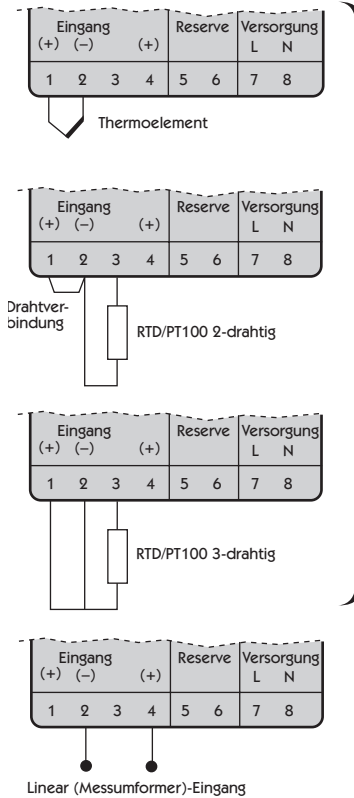 Eingang Reserve Versorgung
(+) (–) (+) L N
1 2 3 4 5 6 7 8
Thermoelement
Eingang Reserve Versorgung
(+) (–) (+) L N
1 2 3 4 5 6 7 8
Drahtver-
bindung
RTD/PT100 2-drahtig
Eingang Reserve Versorgung
(+) (–) (+) L N
1 2 3 4 5 6 7 8
RTD/PT100 3-drahtig
Eingang Reserve Versorgung
(+) (–) (+) L N
1 2 3 4 5 6 7 8
Linear (Messumformer)-Eingang